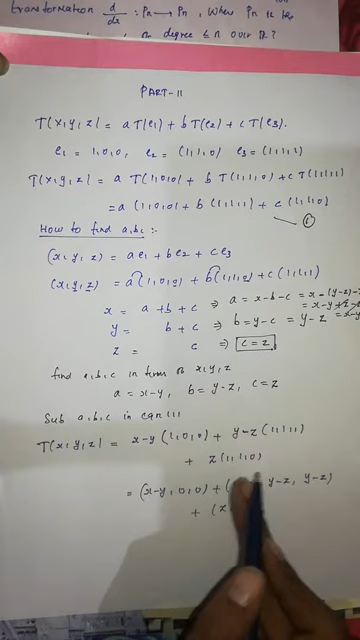 transformation d/dx : Pn → Pn, Where Pn is the
degree ≤ n over R?
PART-II
T(x,y,z) = a T(e1) + b T(e2) + c T(e3).
e1 = 1,0,0, e2 = (1,1,0) e3 = (1,1,1)
T(x,y,z) = a T(1,0,0) + b T(1,1,0) + c T(1,1,1)
= a (1,0,0) + b (1,1,1) + c (1,1,0)
How to find a,b,c :-
(x,y,z) = ae1 + be2 + ce3
(x,y,z) = a(1,0,0) + b(1,1,0) + c(1,1,1)
x = a+b+c ⇒ a = x-b-c = x-(y-z)-
= x-y+z-
y = b+c ⇒ b = y-c = y-z = x-y
z = c ⇒ c=z.
find a,b,c in terms of x,y,z
a = x-y, b = y-z, c = z
Sub a,b,c in eqn (1)
T(x,y,z) = x-y (1,0,0) + y-z (1,1,1)
+ z(1,1,0)
= (x-y, 0, 0) + ( y-z, y-z)
+ (z